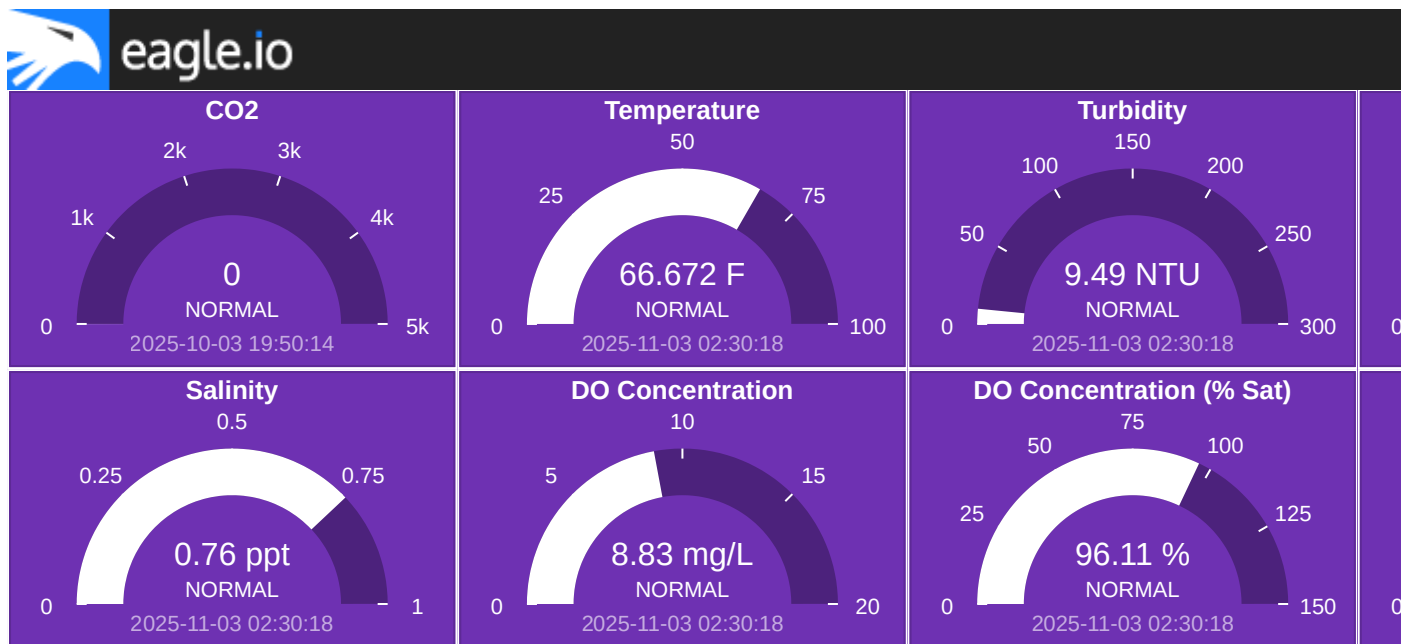 eagle.io
CO2
2k 3k
1k 4k
0
NORMAL
0 5k
2025-10-03 19:50:14
Temperature
50
25 75
66.672 F
NORMAL
0 100
2025-11-03 02:30:18
Turbidity
150
100 200
50 250
9.49 NTU
NORMAL
0 300
2025-11-03 02:30:18
0
Salinity
0.5
0.25 0.75
0.76 ppt
NORMAL
0 1
2025-11-03 02:30:18
DO Concentration
10
5 15
8.83 mg/L
NORMAL
0 20
2025-11-03 02:30:18
DO Concentration (% Sat)
75
50 100
25 125
96.11 %
NORMAL
0 150
2025-11-03 02:30:18
0